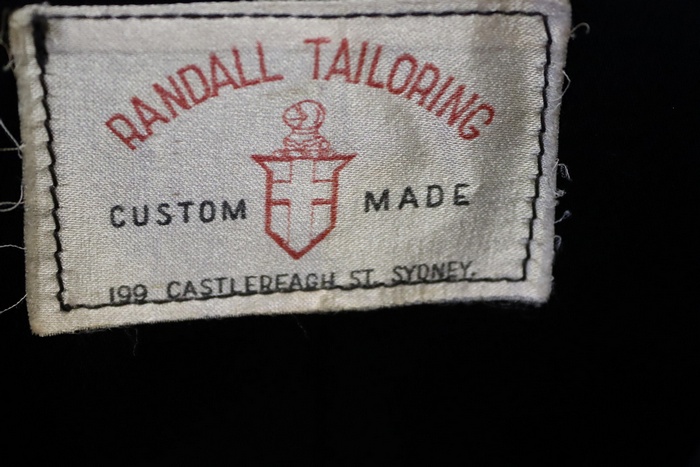 RANDALL TAILORING
CUSTOM MADE
199 CASTLEREAGH ST. SYDNEY.